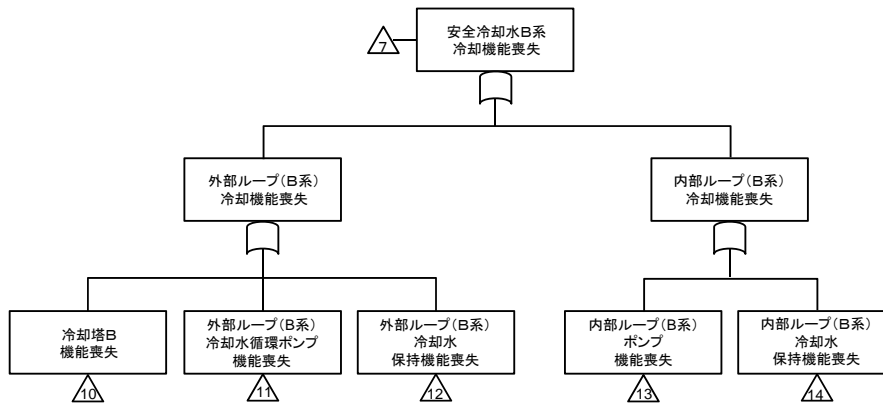 7
安全冷却水B系
冷却機能喪失
外部ループ(B系)
冷却機能喪失
内部ループ(B系)
冷却機能喪失
冷却塔B
機能喪失
外部ループ(B系)
冷却水循環ポンプ
機能喪失
外部ループ(B系)
冷却水
保持機能喪失
内部ループ(B系)
ポンプ
機能喪失
内部ループ(B系)
冷却水
保持機能喪失
10
11
12
13
14